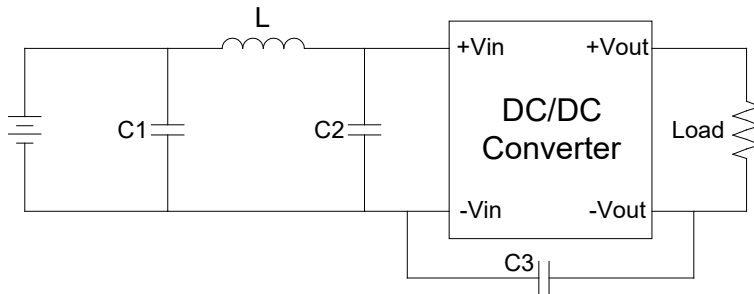 L
+Vin
+Vout
C1
C2
DC/DC
Converter
Load
-Vin
-Vout
C3